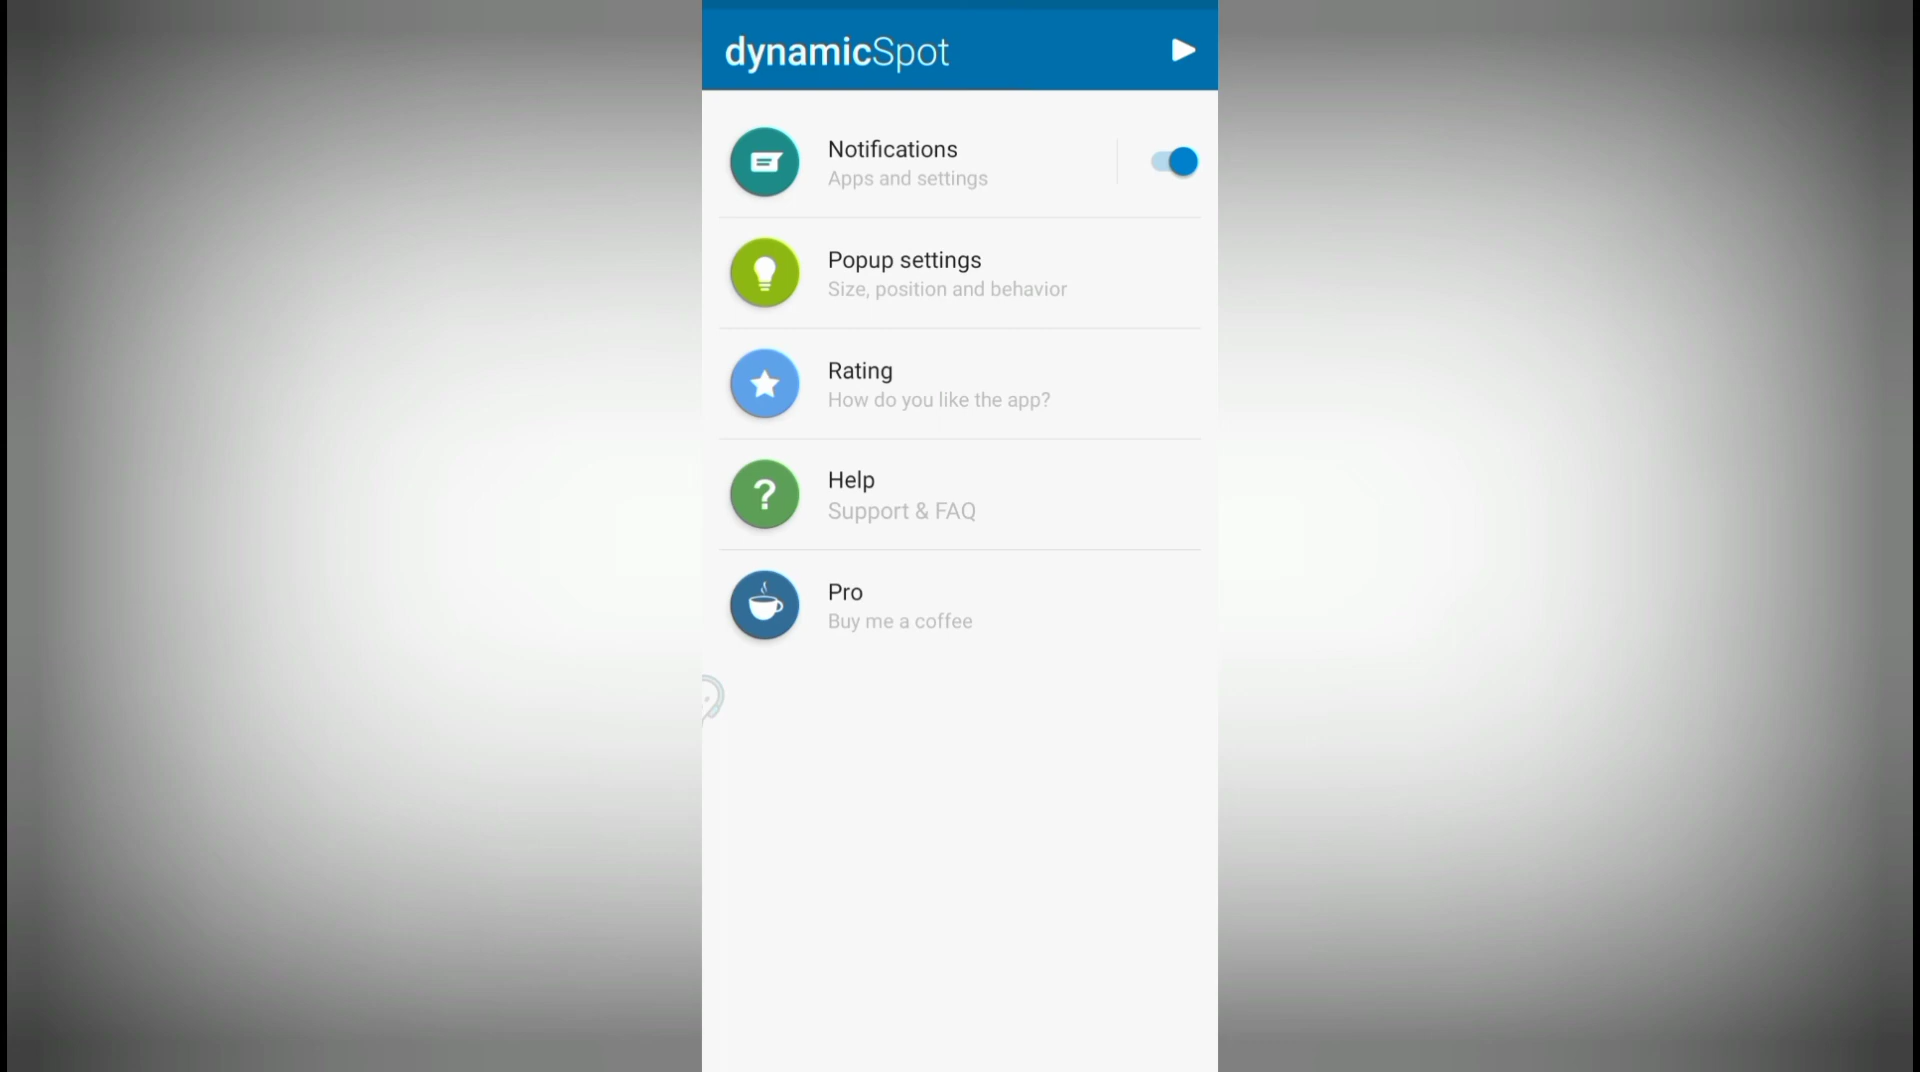 dynamicSpot
Notifications
Apps and settings
Popup settings
Size, position and behavior
Rating
How do you like the app?
Help
Support & FAQ
Pro
Buy me a coffee